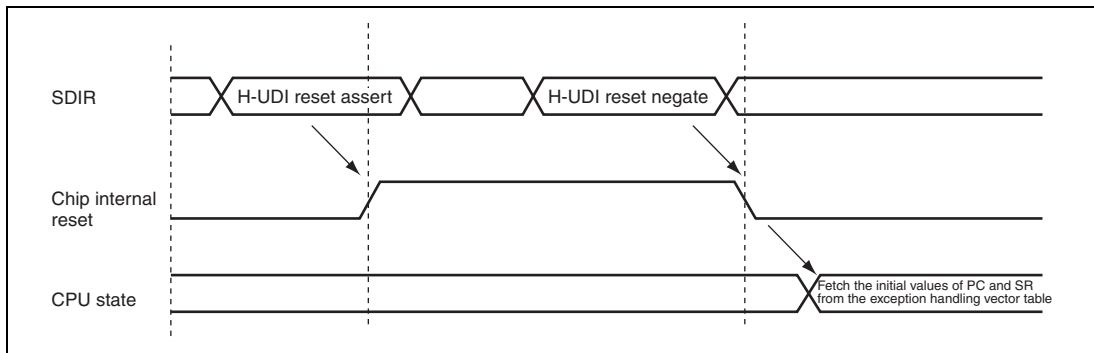 SDIR
H-UDI reset assert
H-UDI reset negate
Chip internal
reset
CPU state
Fetch the initial values of PC and SR
from the exception handling vector table